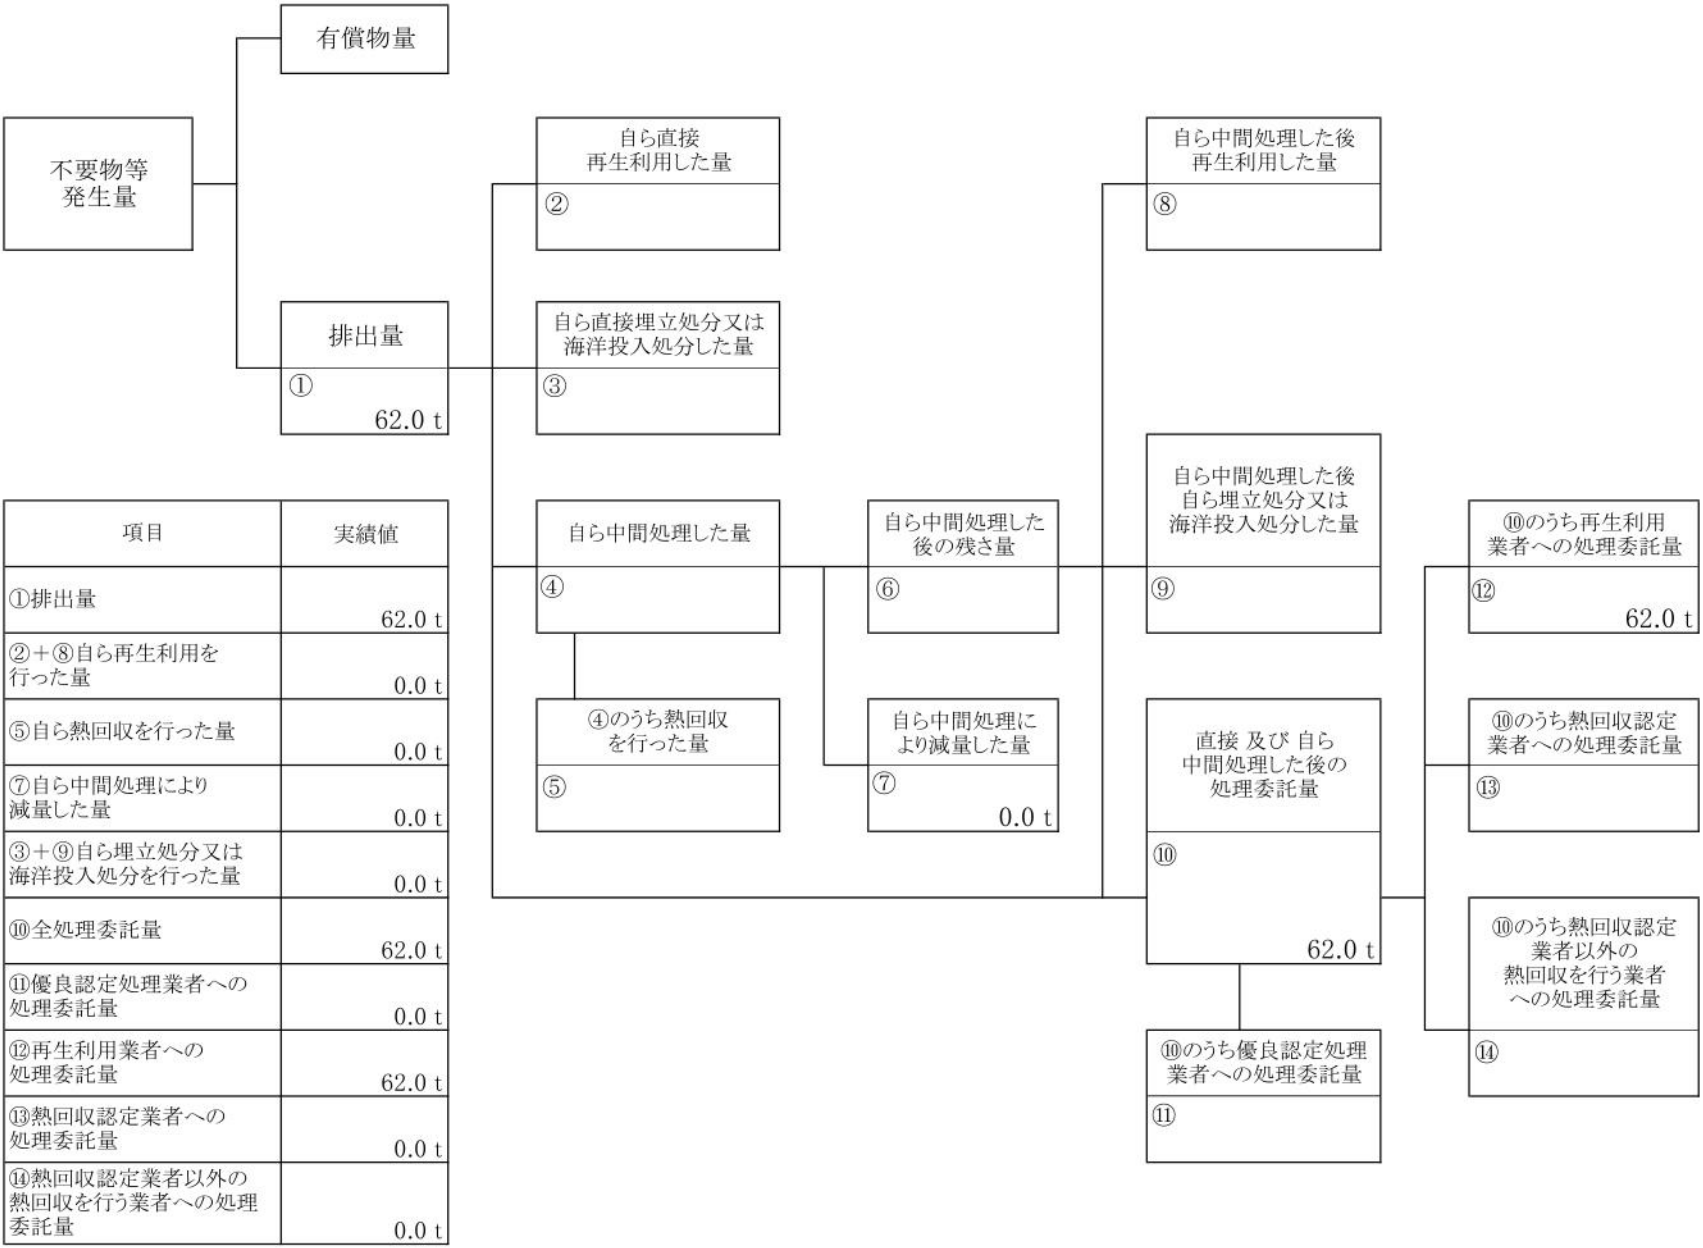 有償物量
不要物等
発生量
自ら直接
再生利用した量
②
自ら中間処理した後
再生利用した量
⑧
排出量
①
62.0 t
自ら直接埋立処分又は
海洋投入処分した量
③
自ら中間処理した量
④
自ら中間処理した
後の残さ量
⑥
自ら中間処理した後
自ら埋立処分又は
海洋投入処分した量
⑨
⑩のうち再生利用
業者への処理委託量
⑫
62.0 t
④のうち熱回収
を行った量
⑤
自ら中間処理に
より減量した量
⑦
0.0 t
直接 及び 自ら
中間処理した後の
処理委託量
⑩
62.0 t
⑩のうち熱回収認定
業者への処理委託量
⑬
⑩のうち熱回収認定
業者以外の
熱回収を行う業者
への処理委託量
⑭
⑩のうち優良認定処理
業者への処理委託量
⑪
項目
実績値
①排出量
62.0 t
②＋⑧自ら再生利用を
行った量
0.0 t
⑤自ら熱回収を行った量
0.0 t
⑦自ら中間処理により
減量した量
0.0 t
③＋⑨自ら埋立処分又は
海洋投入処分を行った量
0.0 t
⑩全処理委託量
62.0 t
⑪優良認定処理業者への
処理委託量
0.0 t
⑫再生利用業者への
処理委託量
62.0 t
⑬熱回収認定業者への
処理委託量
0.0 t
⑭熱回収認定業者以外の
熱回収を行う業者への処理
委託量
0.0 t